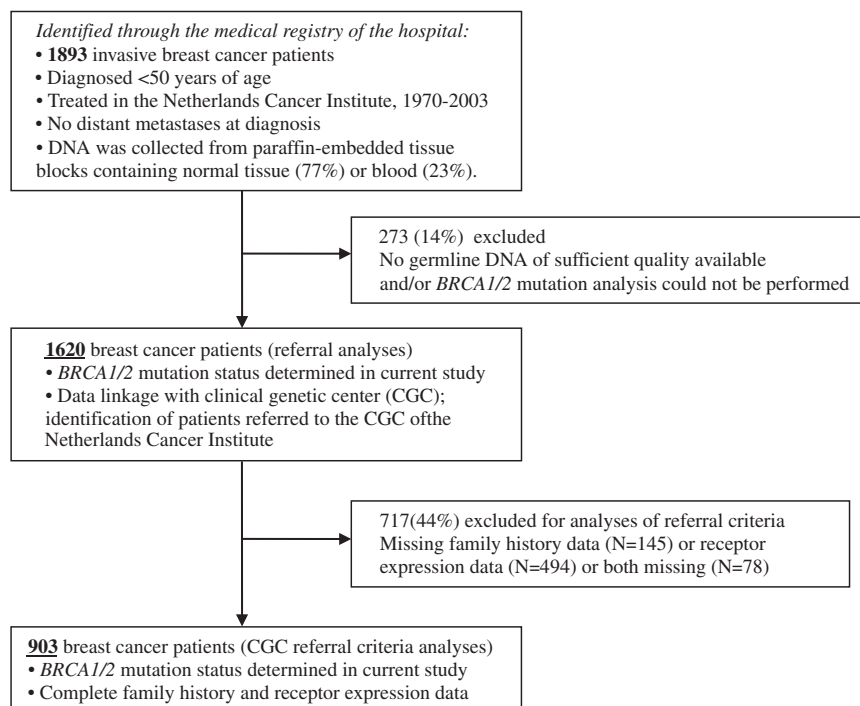 Identified through the medical registry of the hospital:
• 1893 invasive breast cancer patients
• Diagnosed <50 years of age
• Treated in the Netherlands Cancer Institute, 1970-2003
• No distant metastases at diagnosis
• DNA was collected from paraffin-embedded tissue
blocks containing normal tissue (77%) or blood (23%).
273 (14%) excluded
No germline DNA of sufficient quality available
and/or BRCA1/2 mutation analysis could not be performed
1620 breast cancer patients (referral analyses)
• BRCA1/2 mutation status determined in current study
• Data linkage with clinical genetic center (CGC);
identification of patients referred to the CGC ofthe
Netherlands Cancer Institute
717(44%) excluded for analyses of referral criteria
Missing family history data (N=145) or receptor
expression data (N=494) or both missing (N=78)
903 breast cancer patients (CGC referral criteria analyses)
• BRCA1/2 mutation status determined in current study
• Complete family history and receptor expression data